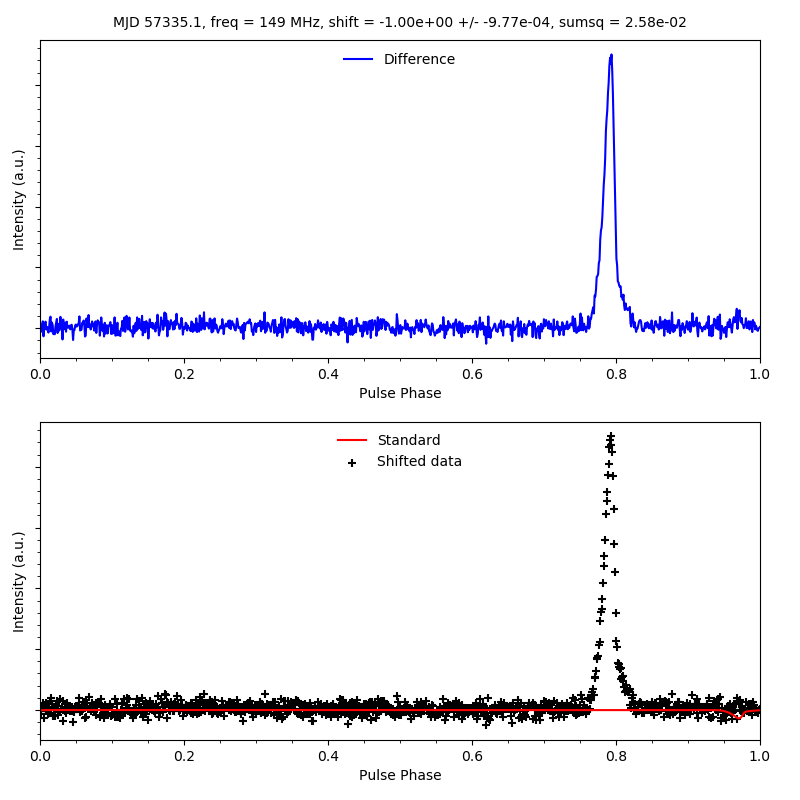 MJD 57335.1, freq = 149 MHz, shift = -1.00e+00 +/- -9.77e-04, sumsq = 2.58e-02
Difference
Intensity (a.u.)
0.0 0.2 0.4 0.6 0.8 1.0
Pulse Phase
Standard
Shifted data
Intensity (a.u.)
0.0 0.2 0.4 0.6 0.8 1.0
Pulse Phase